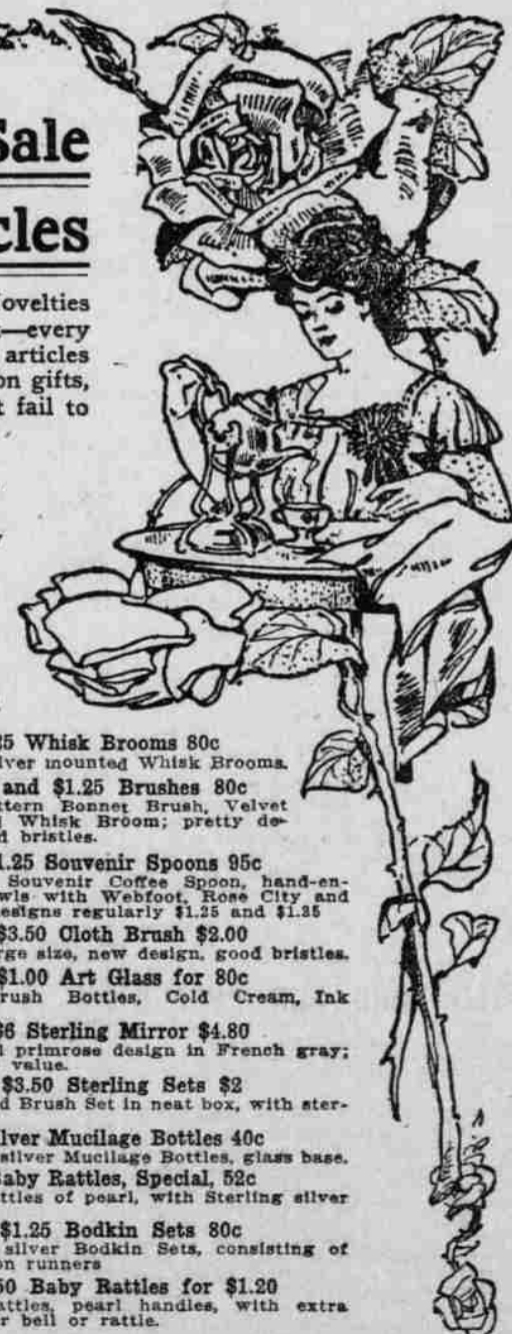 Sale
cles
ovelties
—every
articles
on gifts,
t fail to
25 Whisk Brooms 80c
lver mounted Whisk Brooms.
and $1.25 Brushes 80c
ttern Bonnet Brush, Velvet
Whisk Broom; pretty de-
d bristles.
1.25 Souvenir Spoons 95c
Souvenir Coffee Spoon, hand-en-
wls with Webfoot, Rose City and
esigns regularly $1.25 and $1.25
$3.50 Cloth Brush $2.00
rge size, new design, good bristles.
$1.00 Art Glass for 80c
rush Bottles, Cold Cream, Ink
$6 Sterling Mirror $4.80
d primrose design in French gray;
value.
$3.50 Sterling Sets $2
d Brush Set in neat box, with ster-
lver Mucilage Bottles 40c
silver Mucilage Bottles, glass base.
Baby Rattles, Special, 52c
ttles of pearl, with Sterling silver
$1.25 Bodkin Sets 80c
silver Bodkin Sets, consisting of
on runners
50 Baby Rattles for $1.20
attles, pearl handles, with extra
r bell or rattle.